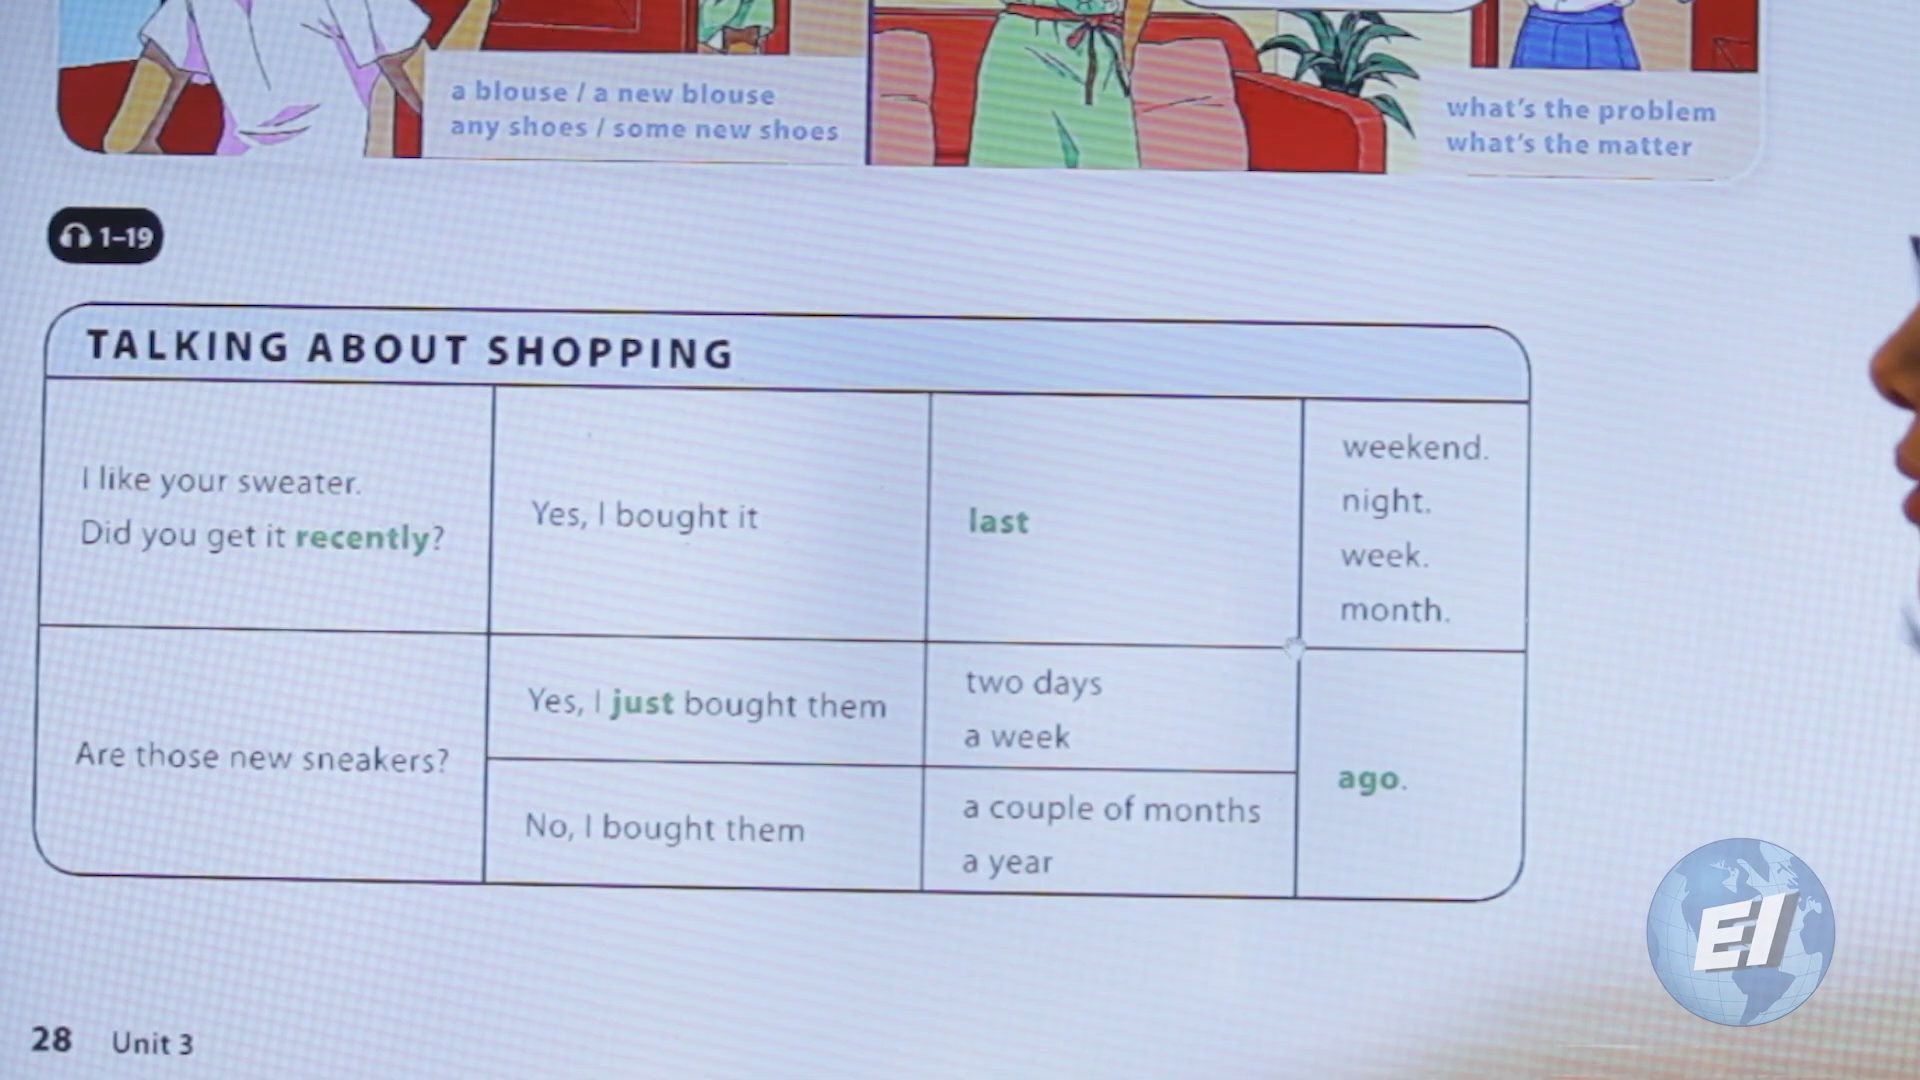 a blouse / a new blouse
any shoes / some new shoes
what's the problem
what's the matter
1–19
TALKING ABOUT SHOPPING
I like your sweater.
Did you get it recently?
Yes, I bought it
last
weekend.
night.
week.
month.
Are those new sneakers?
Yes, I just bought them
two days
a week
No, I bought them
a couple of months
a year
ago.
EI
28 Unit 3